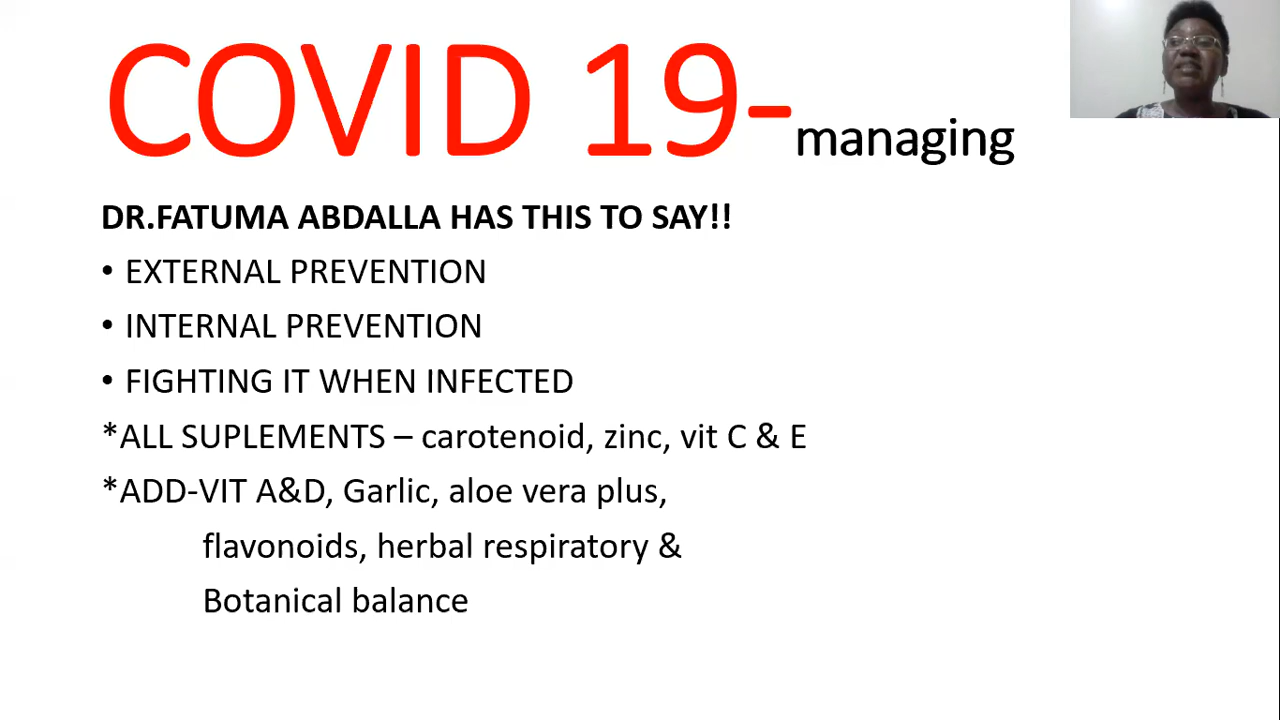 COVID 19-managing
DR.FATUMA ABDALLA HAS THIS TO SAY!!
• EXTERNAL PREVENTION
• INTERNAL PREVENTION
• FIGHTING IT WHEN INFECTED
*ALL SUPLEMENTS – carotenoid, zinc, vit C & E
*ADD-VIT A&D, Garlic, aloe vera plus,
flavonoids, herbal respiratory &
Botanical balance